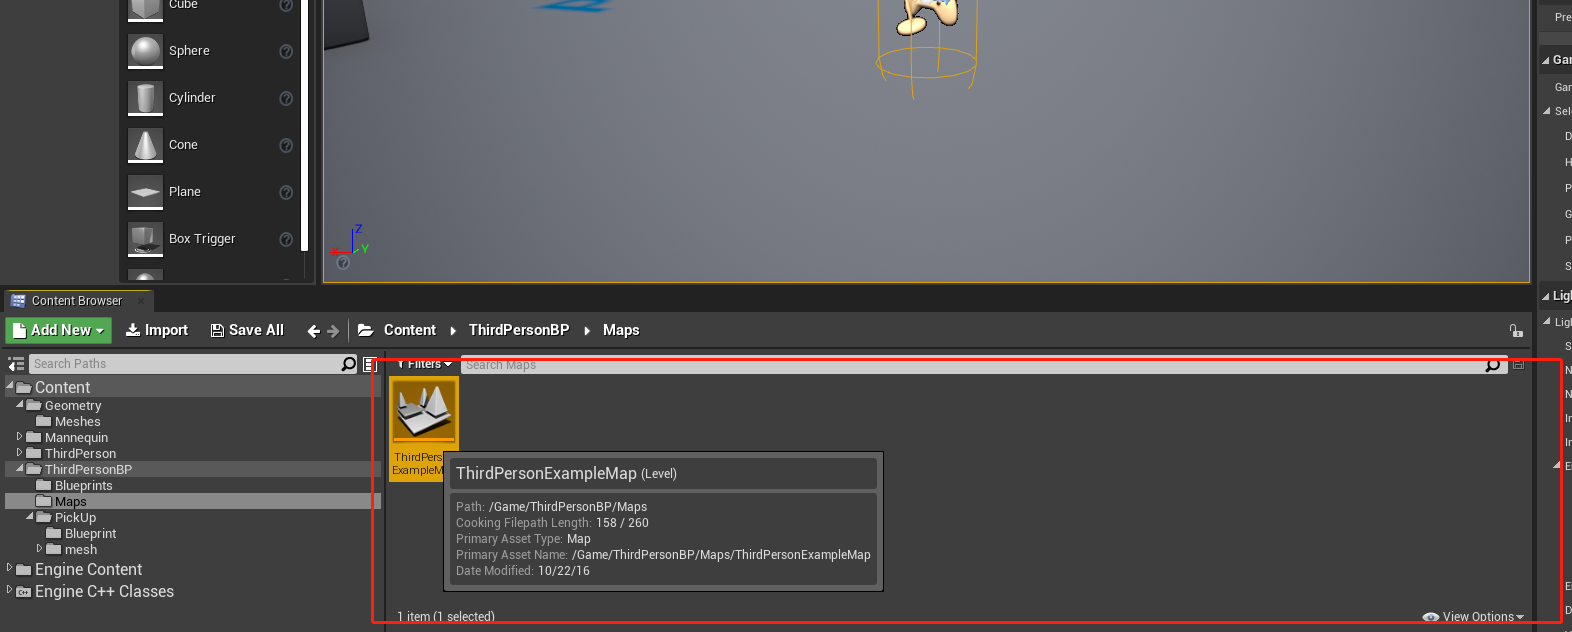 Cube
Sphere
Cylinder
Cone
Plane
Box Trigger
Z
X
Y
Pre
Gar
Gar
Sel
D
H
P
G
P
S
Ligl
Ligl
S
N
N
In
In
E
E
D
Content Browser
Add New
Import
Save All
Content
ThirdPersonBP
Maps
Search Paths
Content
Geometry
Meshes
Mannequin
ThirdPerson
ThirdPersonBP
Blueprints
Maps
PickUp
Blueprint
mesh
Engine Content
Engine C++ Classes
Filters
Search Maps
ThirdPers
ExampleM
ThirdPersonExampleMap (Level)
Path: /Game/ThirdPersonBP/Maps
Cooking Filepath Length: 158 / 260
Primary Asset Type: Map
Primary Asset Name: /Game/ThirdPersonBP/Maps/ThirdPersonExampleMap
Date Modified: 10/22/16
1 item (1 selected)
View Options